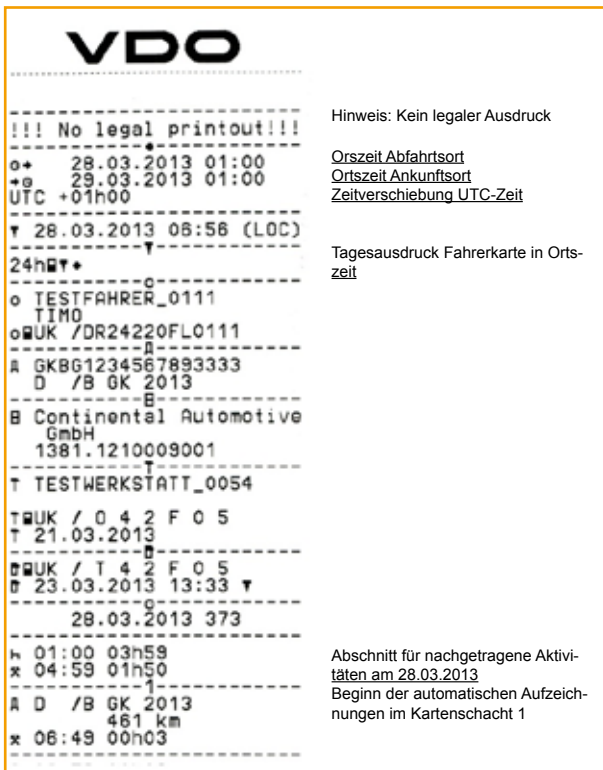 VDO
!!! No legal printout!!!
28.03.2013 01:00
29.03.2013 01:00
UTC +01h00
28.03.2013 06:56 (LOC)
24h
TESTFAHRER_0111
TIMO
UK /DR24220FL0111
GKBG1234567893333
D /B GK 2013
B Continental Automotive
GmbH
1381.1210009001
T TESTWERKSTATT_0054
T UK / 0 4 2 F 0 5
T 21.03.2013
UK / T 4 2 F 0 5
23.03.2013 13:33
28.03.2013 373
01:00 03h59
04:59 01h50
1
D /B GK 2013
461 km
06:49 00h03
Hinweis: Kein legaler Ausdruck
Orszeit Abfahrtsort
Ortszeit Ankunftsort
Zeitverschiebung UTC-Zeit
Tagesausdruck Fahrerkarte in Orts-
zeit
Abschnitt für nachgetragene Aktivi-
täten am 28.03.2013
Beginn der automatischen Aufzeich-
nungen im Kartenschacht 1